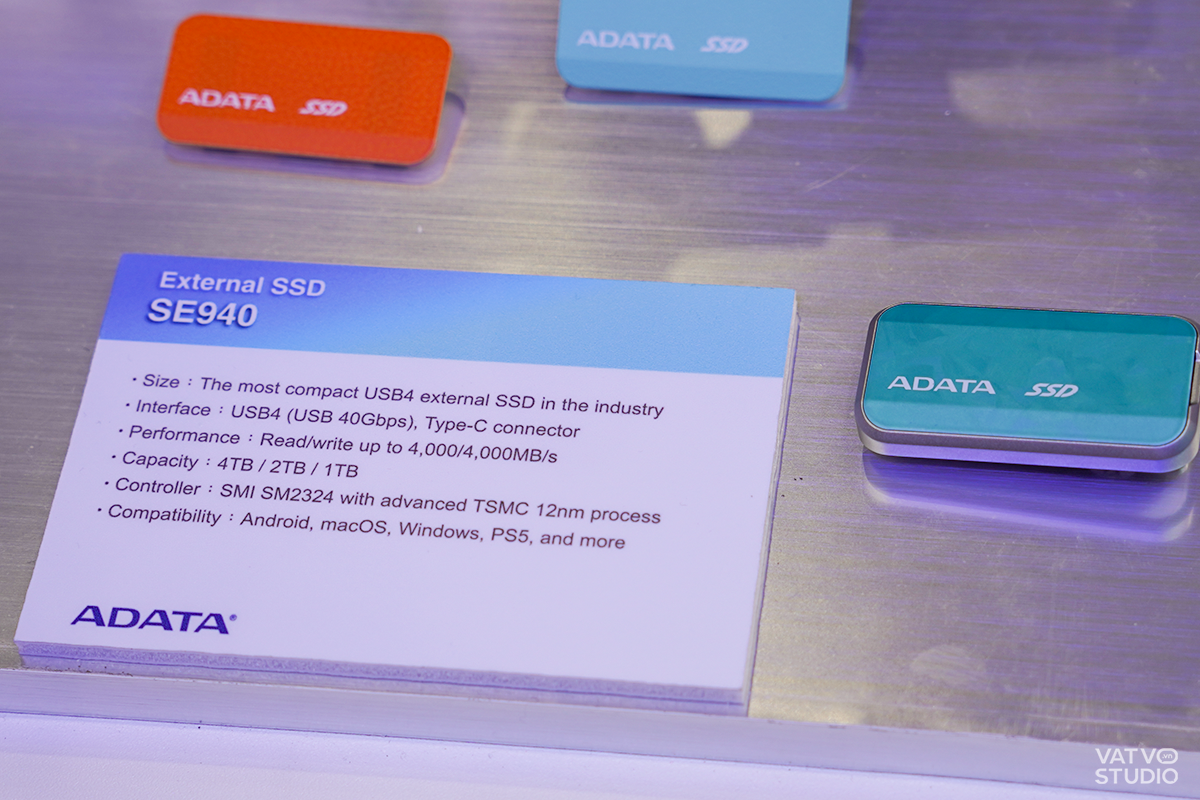 ADATA SSD
ADATA SSD
External SSD
SE940
• Size：The most compact USB4 external SSD in the industry
• Interface：USB4 (USB 40Gbps), Type-C connector
• Performance：Read/write up to 4,000/4,000MB/s
• Capacity：4TB / 2TB / 1TB
• Controller：SMI SM2324 with advanced TSMC 12nm process
• Compatibility：Android, macOS, Windows, PS5, and more
ADATA®
ADATA SSD
VATVO.vn
STUDIO